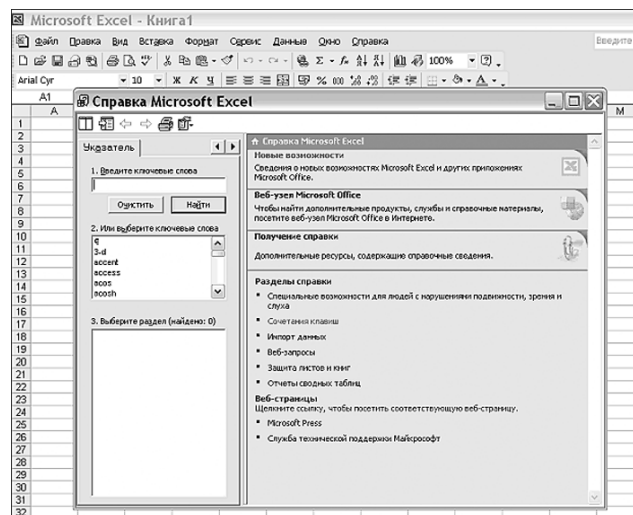 Microsoft Excel - Книга1
Файл Правка Вид Вставка Формат Сервис Данные Окно Справка
Введите
100%
Arial Cyr 10 Ж К Ч
A1
A
M
Справка Microsoft Excel
Указатель
1. Введите ключевые слова
Очистить Найти
2. Или выберите ключевые слова
q
3-d
accent
access
acos
acosh
3. Выберите раздел (найдено: 0)
Справка Microsoft Excel
Новые возможности
Сведения о новых возможностях Microsoft Excel и других приложениях
Microsoft Office.
Веб-узел Microsoft Office
Чтобы найти дополнительные продукты, службы и справочные материалы,
посетите веб-узел Microsoft Office в Интернете.
Получение справки
Дополнительные ресурсы, содержащие справочные сведения.
Разделы справки
Специальные возможности для людей с нарушениями подвижности, зрения и
слуха
Сочетания клавиш
Импорт данных
Веб-запросы
Защита листов и книг
Отчеты сводных таблиц
Веб-страницы
Щелкните ссылку, чтобы посетить соответствующую веб-страницу.
Microsoft Press
Служба технической поддержки Майкрософт
1
2
3
4
5
6
7
8
9
10
11
12
13
14
15
16
17
18
19
20
21
22
23
24
25
26
27
28
29
30
31
32